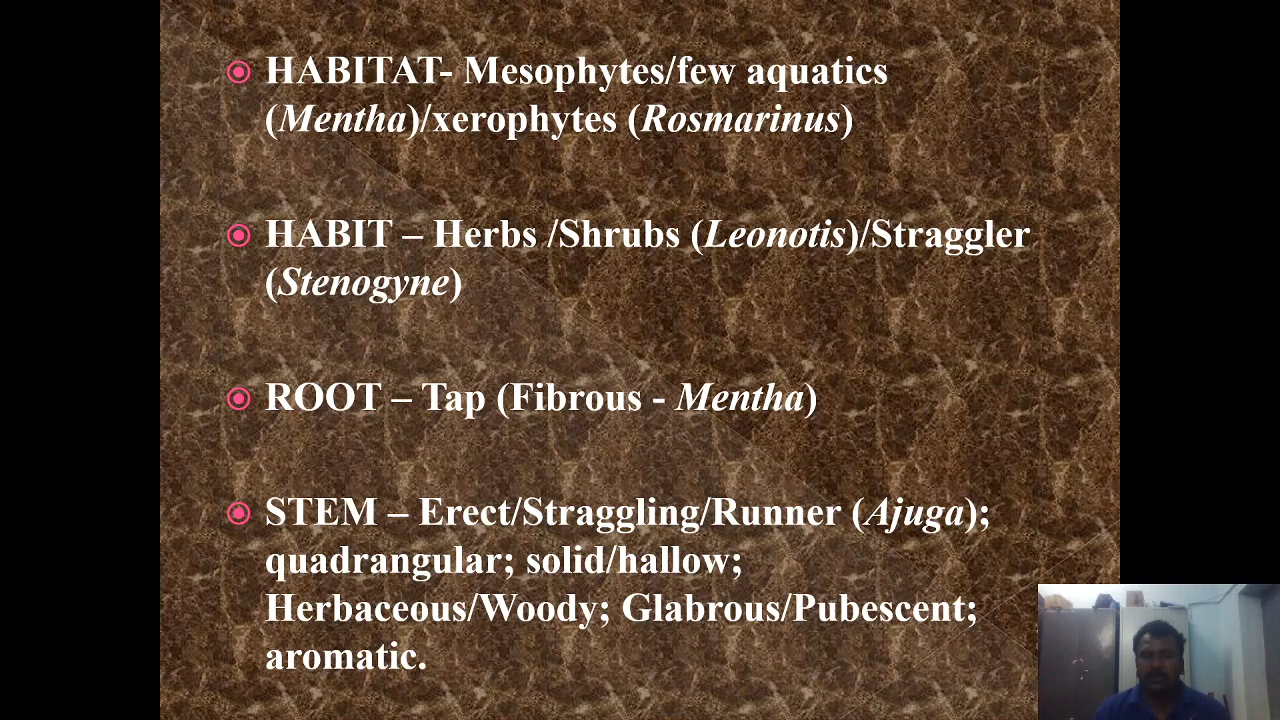 HABITAT- Mesophytes/few aquatics
(Mentha)/xerophytes (Rosmarinus)
HABIT – Herbs /Shrubs (Leonotis)/Straggler
(Stenogyne)
ROOT – Tap (Fibrous - Mentha)
STEM – Erect/Straggling/Runner (Ajuga);
quadrangular; solid/hallow;
Herbaceous/Woody; Glabrous/Pubescent;
aromatic.